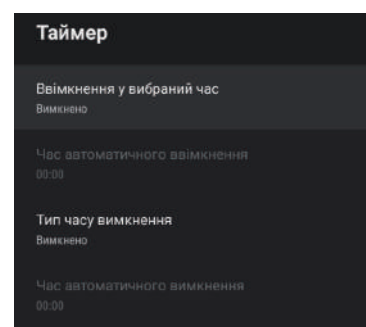 Таймер
Ввімкнення у вибраний час
Вимкнено
Час автоматичного ввімкнення
00:00
Тип часу вимкнення
Вимкнено
Час автоматичного вимкнення
00:00